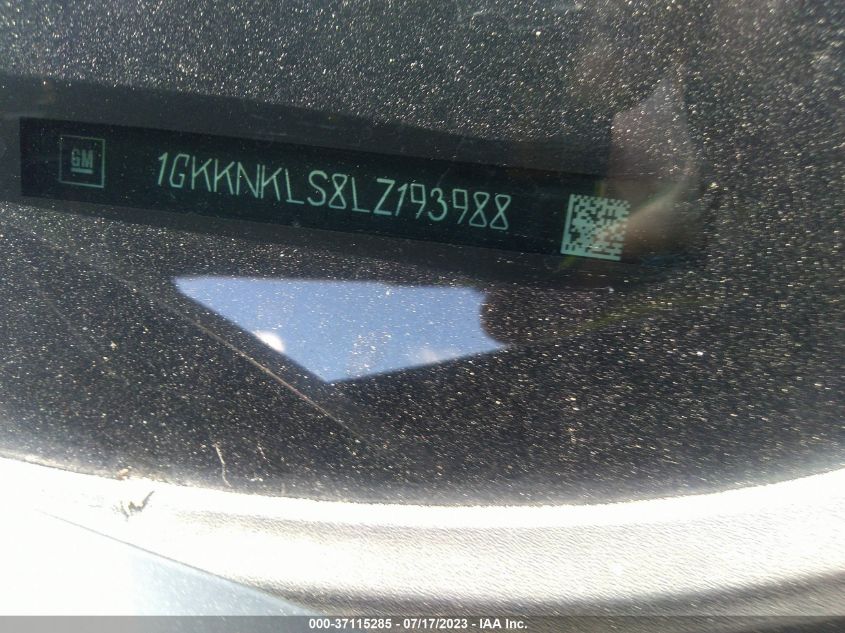 GM
1GKKNKLS8LZ193988
000-37115285 - 07/17/2023 - IAA Inc.